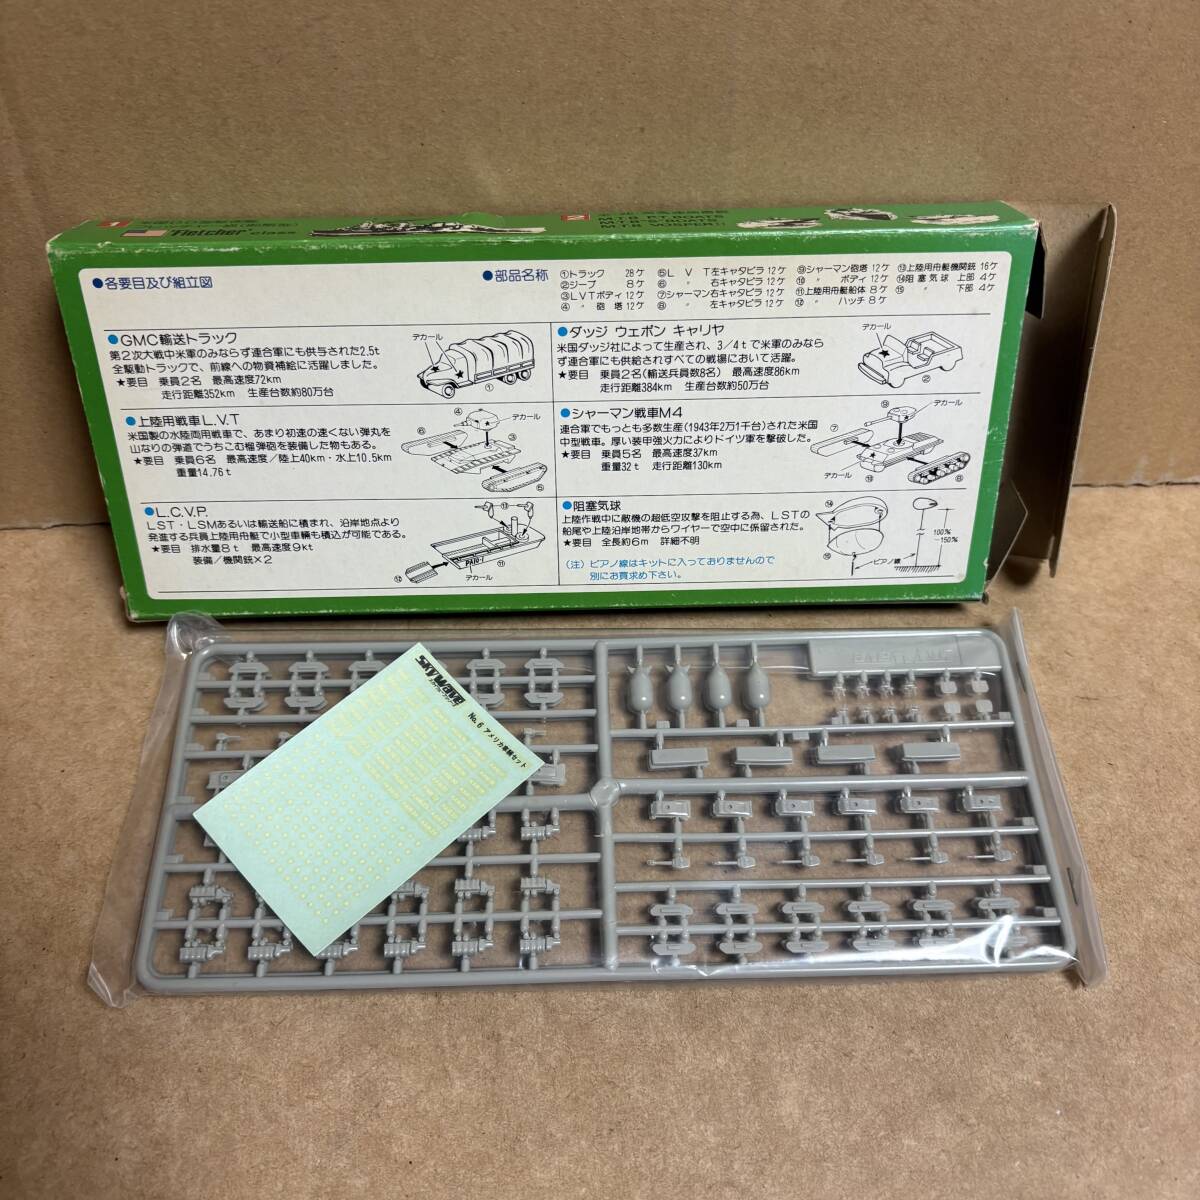 1
Fletcher class
2
M.T.B P.T.BOATS
M.T.B S-BOATS
M.T.B VOSPER
●各要目及び組立図
●部品名称
①トラック 28ケ
②ジープ 8ケ
③LVTボディ 12ケ
④ 〃 砲塔 12ケ
⑤LVT左キャタピラ 12ケ
⑥ 〃 右キャタピラ 12ケ
⑦シャーマン右キャタピラ 12ケ
⑧ 〃 左キャタピラ 12ケ
⑨シャーマン砲塔 12ケ
⑩ 〃 ボディ 12ケ
⑪上陸用舟艇船体 8ケ
⑫ 〃 ハッチ 8ケ
⑬上陸用舟艇機関銃 16ケ
⑭阻塞気球 上部 4ケ
⑮ 〃 下部 4ケ
●GMC輸送トラック
第2次大戦中米軍のみならず連合軍にも供与された2.5t
全駆動トラックで、前線への物資補給に活躍しました。
★要目 乗員2名 最高速度72km
走行距離352km 生産台数約80万台
デカール
①
●ダッジ ウェポン キャリヤ
米国ダッジ社によって生産され、3/4tで米軍のみなら
ず連合軍にも供給されすべての戦場において活躍。
★要目 乗員2名(輸送兵員数8名) 最高速度86km
走行距離384km 生産台数約50万台
デカール
②
●上陸用戦車L.V.T
米国製の水陸両用戦車で、あまり初速の速くない弾丸を
山なりの弾道でうちこむ榴弾砲を装備した物もある。
★要目 乗員6名 最高速度/陸上40km・水上10.5km
重量14.76t
④
デカール
⑥
③
⑤
●シャーマン戦車M4
連合軍でもっとも多数生産(1943年2万1千台)された米国
中型戦車。厚い装甲強火力によりドイツ軍を撃破した。
★要目 乗員5名 最高速度37km
重量32t 走行距離130km
⑨
デカール
⑦
デカール
⑩
⑧
●L.C.V.P.
LST・LSMあるいは輸送船に積まれ、沿岸地点より
発進する兵員上陸用舟艇で小型車輛も積込が可能である。
★要目 排水量8t 最高速度9kt
装備/機関銃×2
⑬
PA10-1
⑫
デカール
⑪
●阻塞気球
上陸作戦中に敵機の超低空攻撃を阻止する為、LSTの
船尾や上陸沿岸地帯からワイヤーで空中に係留された。
★要目 全長約6m 詳細不明
(注) ピアノ線はキットに入っておりませんので
別にお買求め下さい。
⑭
⑮
100%
~150%
ピアノ線
SKYWAVE
No.6 アメリカ車輛セット